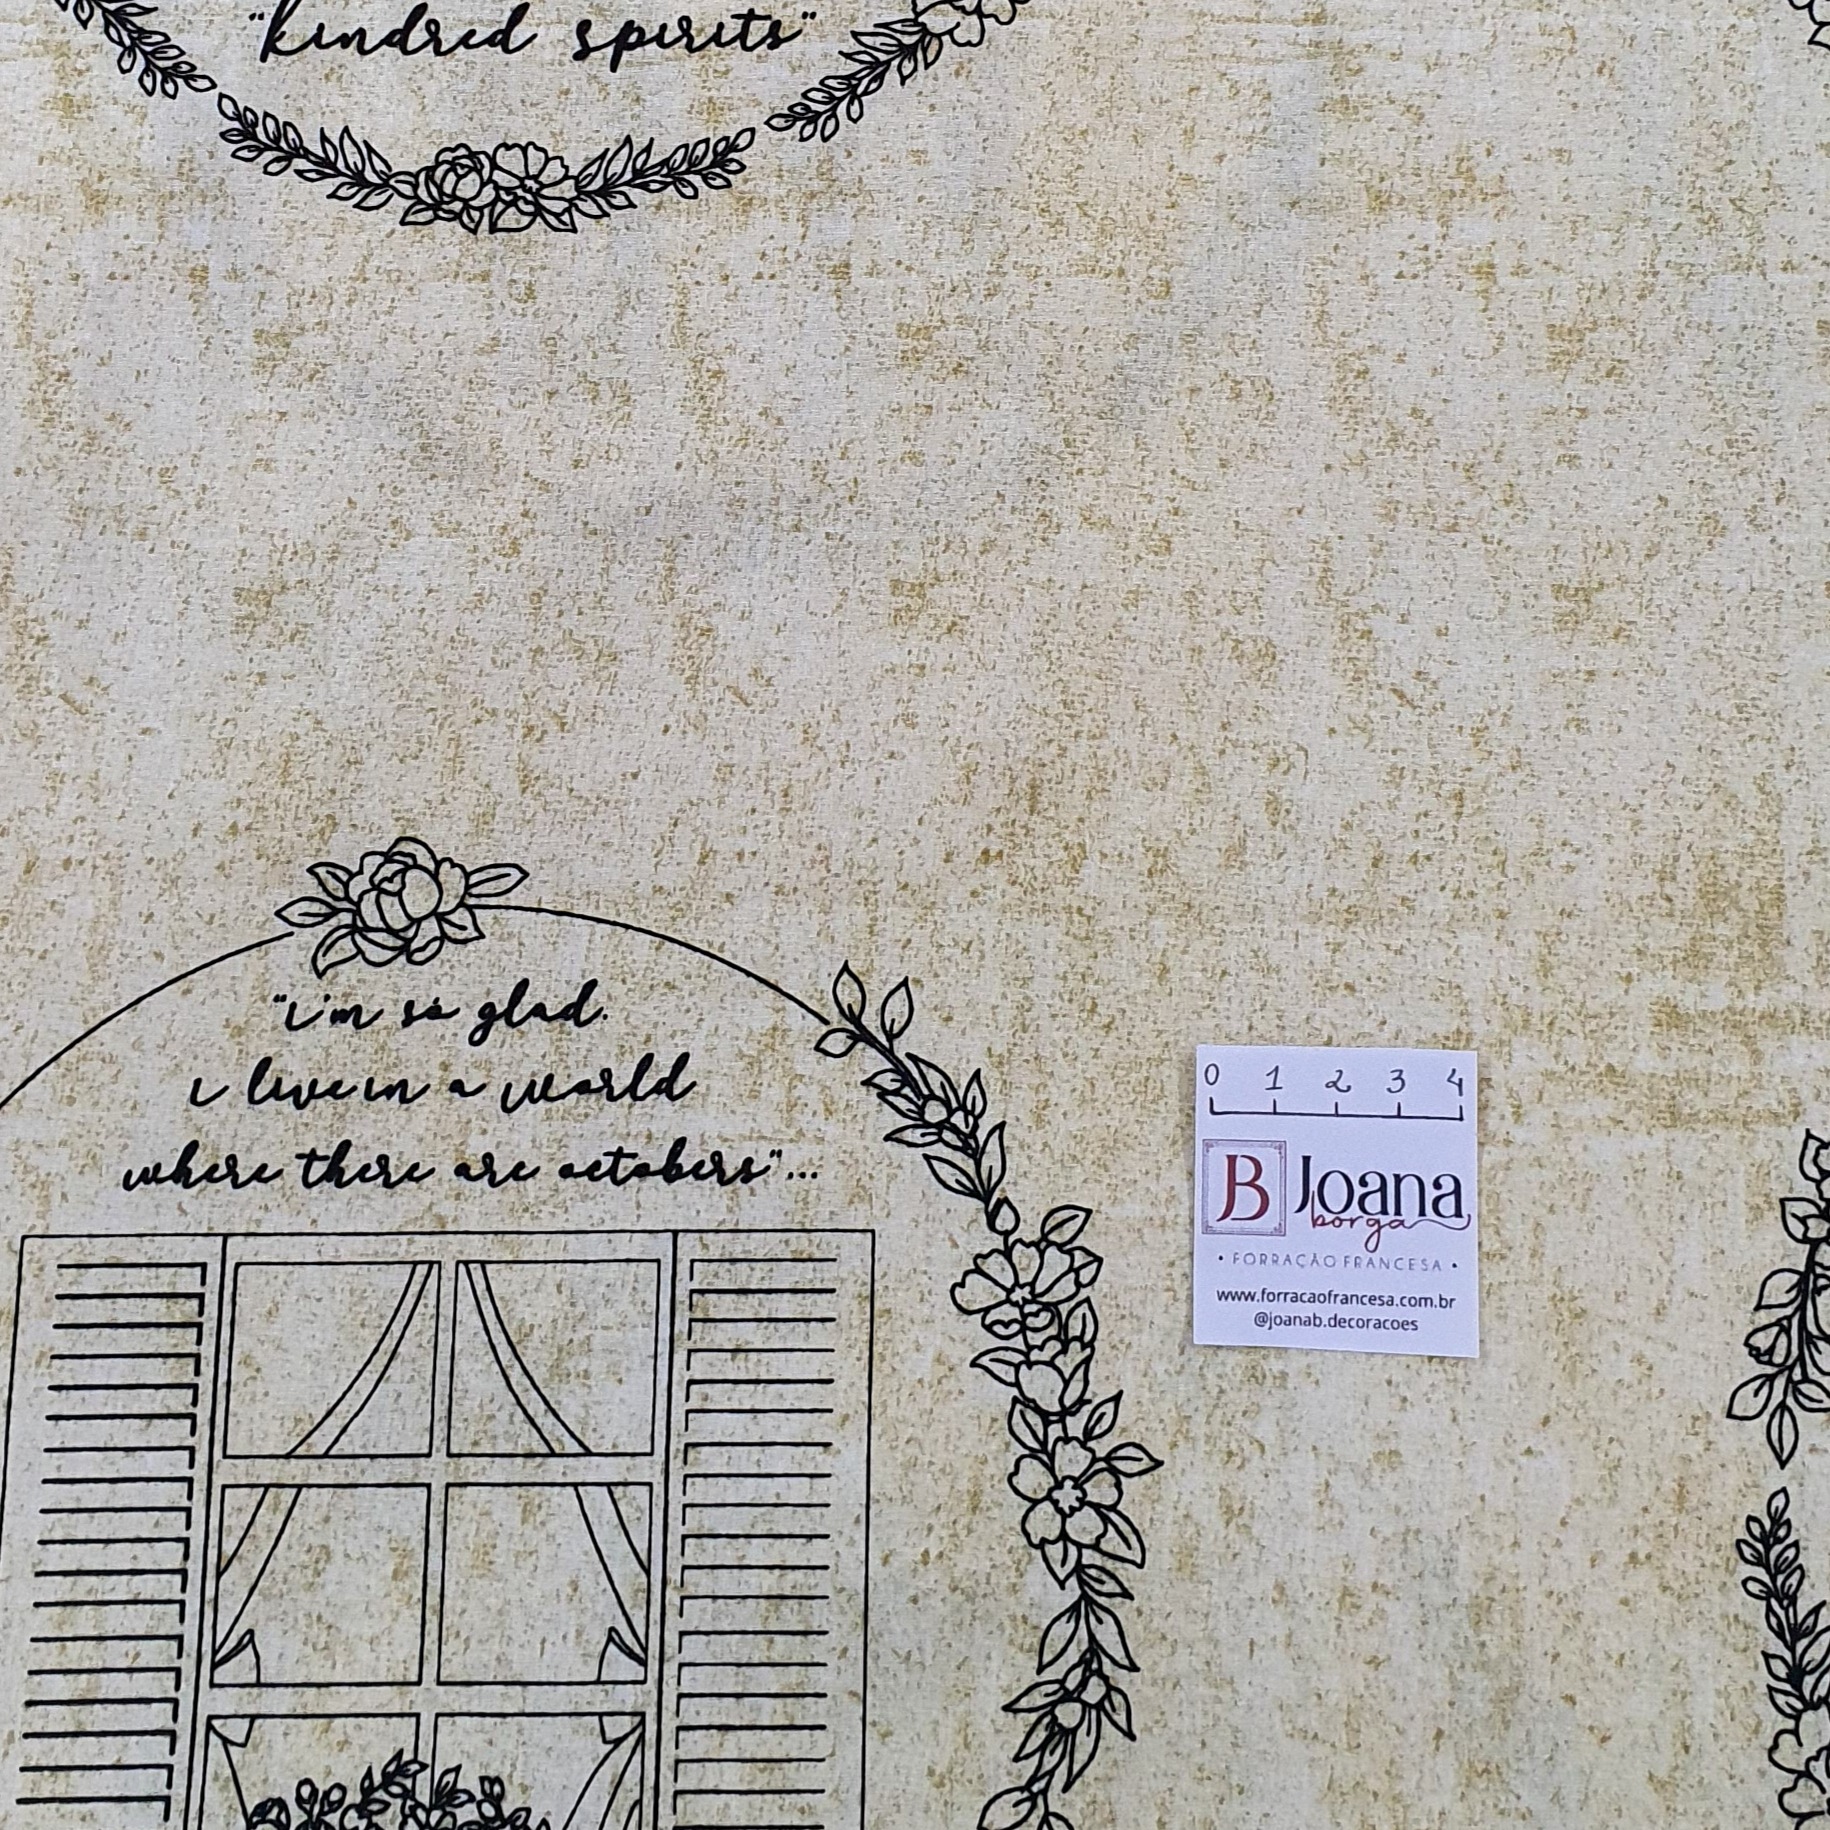 "kindred spirits"
"i'm so glad.
i live in a world
where there are octobers"...
0 1 2 3 4
B Joana
borga
• FORRAÇÃO FRANCESA •
www.forracaofrancesa.com.br
@joanab.decoracoes